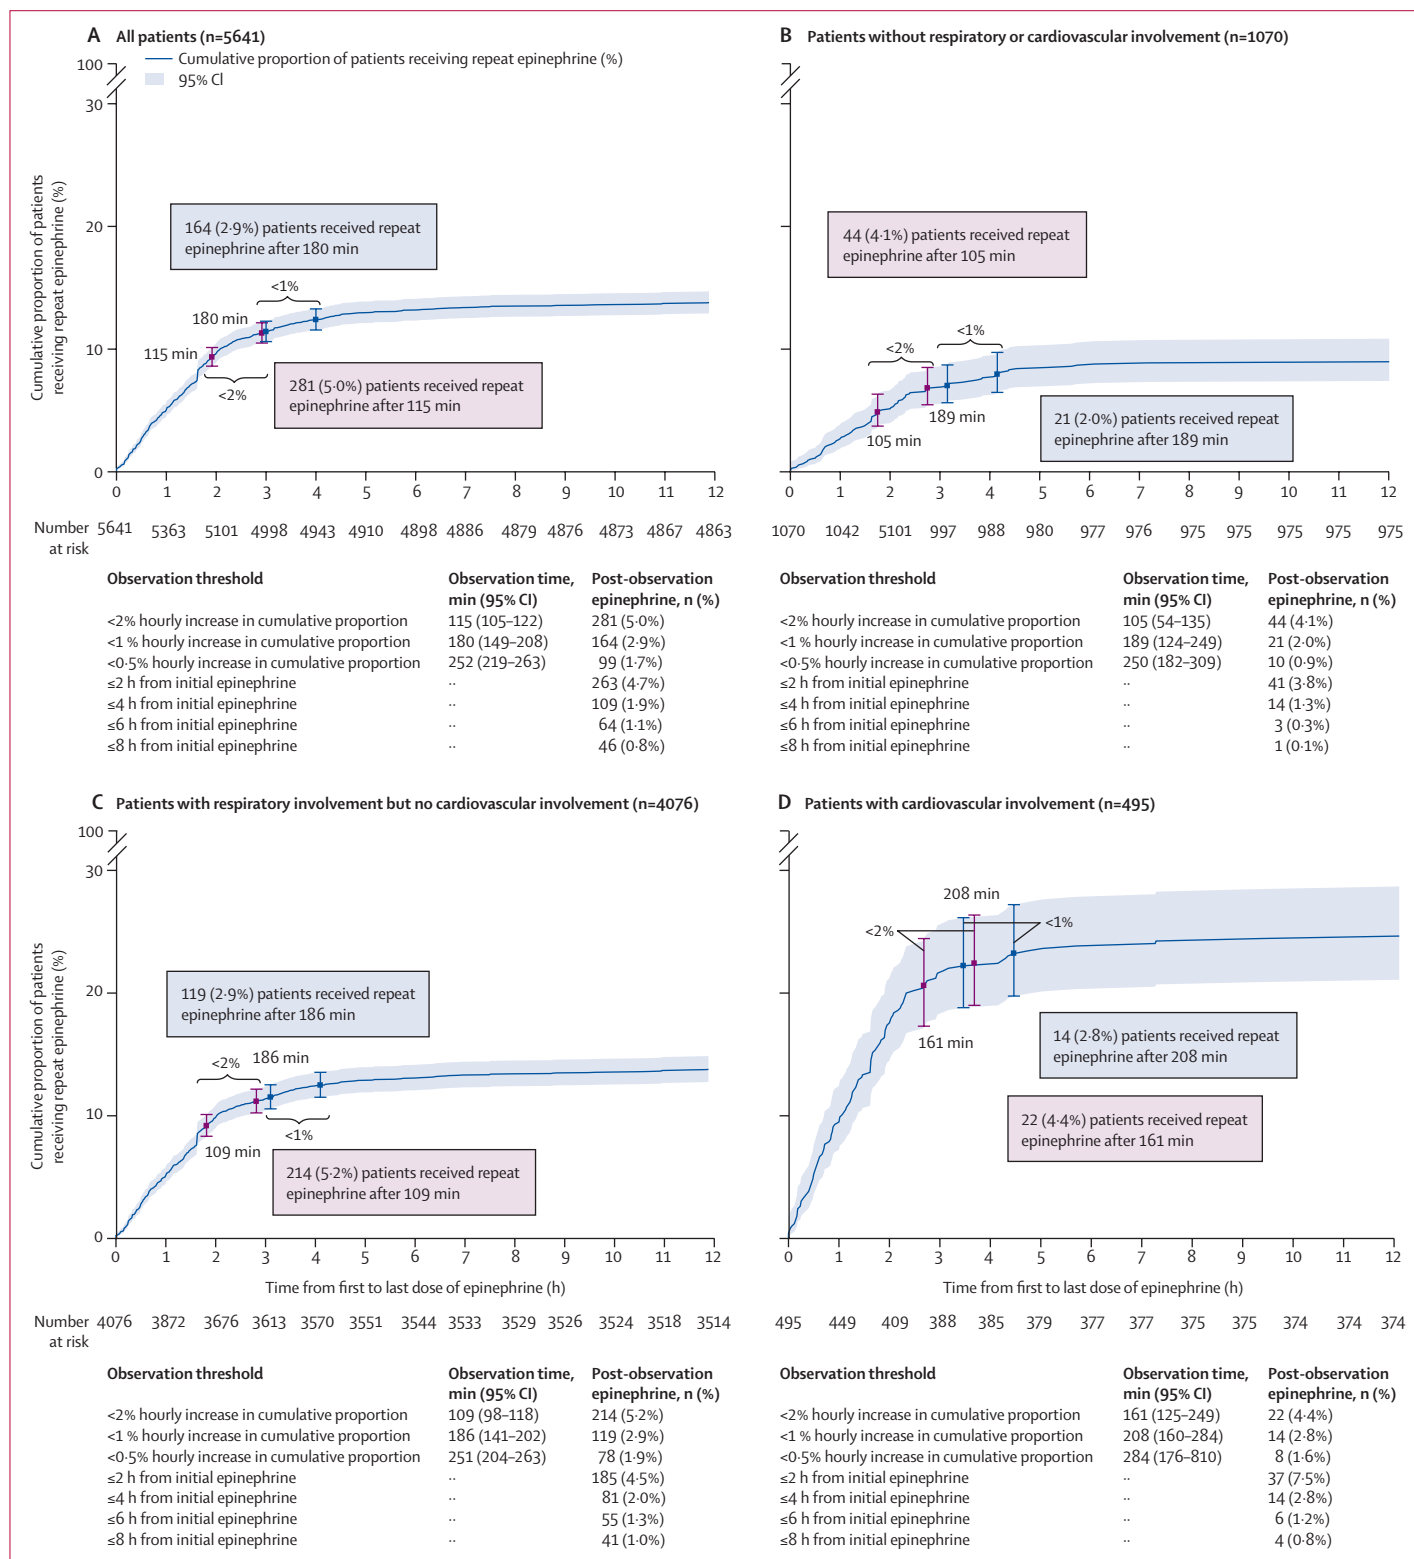 A All patients (n=5641)
Cumulative proportion of patients receiving repeat epinephrine (%)
95% CI
Cumulative proportion of patients
receiving repeat epinephrine (%)
100
30
20
10
0
164 (2·9%) patients received repeat
epinephrine after 180 min
<1%
180 min
115 min
<2%
281 (5·0%) patients received repeat
epinephrine after 115 min
0 1 2 3 4 5 6 7 8 9 10 11 12
Number
at risk
5641 5363 5101 4998 4943 4910 4898 4886 4879 4876 4873 4867 4863
Observation threshold Observation time, min (95% CI) Post-observation epinephrine, n (%)
<2% hourly increase in cumulative proportion 115 (105–122) 281 (5·0%)
<1 % hourly increase in cumulative proportion 180 (149–208) 164 (2·9%)
<0·5% hourly increase in cumulative proportion 252 (219–263) 99 (1·7%)
≤2 h from initial epinephrine ·· 263 (4·7%)
≤4 h from initial epinephrine ·· 109 (1·9%)
≤6 h from initial epinephrine ·· 64 (1·1%)
≤8 h from initial epinephrine ·· 46 (0·8%)
B Patients without respiratory or cardiovascular involvement (n=1070)
44 (4·1%) patients received repeat
epinephrine after 105 min
<1%
<2%
189 min
105 min
21 (2·0%) patients received repeat
epinephrine after 189 min
0 1 2 3 4 5 6 7 8 9 10 11 12
1070 1042 5101 997 988 980 977 976 975 975 975 975 975
Observation threshold Observation time, min (95% CI) Post-observation epinephrine, n (%)
<2% hourly increase in cumulative proportion 105 (54–135) 44 (4·1%)
<1 % hourly increase in cumulative proportion 189 (124–249) 21 (2·0%)
<0·5% hourly increase in cumulative proportion 250 (182–309) 10 (0·9%)
≤2 h from initial epinephrine ·· 41 (3·8%)
≤4 h from initial epinephrine ·· 14 (1·3%)
≤6 h from initial epinephrine ·· 3 (0·3%)
≤8 h from initial epinephrine ·· 1 (0·1%)
C Patients with respiratory involvement but no cardiovascular involvement (n=4076)
Cumulative proportion of patients
receiving repeat epinephrine (%)
100
30
20
10
0
119 (2·9%) patients received repeat
epinephrine after 186 min
<2%
186 min
<1%
109 min
214 (5·2%) patients received repeat
epinephrine after 109 min
0 1 2 3 4 5 6 7 8 9 10 11 12
Time from first to last dose of epinephrine (h)
Number
at risk
4076 3872 3676 3613 3570 3551 3544 3533 3529 3526 3524 3518 3514
Observation threshold Observation time, min (95% CI) Post-observation epinephrine, n (%)
<2% hourly increase in cumulative proportion 109 (98–118) 214 (5·2%)
<1 % hourly increase in cumulative proportion 186 (141–202) 119 (2·9%)
<0·5% hourly increase in cumulative proportion 251 (204–263) 78 (1·9%)
≤2 h from initial epinephrine ·· 185 (4·5%)
≤4 h from initial epinephrine ·· 81 (2·0%)
≤6 h from initial epinephrine ·· 55 (1·3%)
≤8 h from initial epinephrine ·· 41 (1·0%)
D Patients with cardiovascular involvement (n=495)
208 min
<2%
<1%
161 min
14 (2·8%) patients received repeat
epinephrine after 208 min
22 (4·4%) patients received repeat
epinephrine after 161 min
0 1 2 3 4 5 6 7 8 9 10 11 12
Time from first to last dose of epinephrine (h)
495 449 409 388 385 379 377 377 375 375 374 374 374
Observation threshold Observation time, min (95% CI) Post-observation epinephrine, n (%)
<2% hourly increase in cumulative proportion 161 (125–249) 22 (4·4%)
<1 % hourly increase in cumulative proportion 208 (160–284) 14 (2·8%)
<0·5% hourly increase in cumulative proportion 284 (176–810) 8 (1·6%)
≤2 h from initial epinephrine ·· 37 (7·5%)
≤4 h from initial epinephrine ·· 14 (2·8%)
≤6 h from initial epinephrine ·· 6 (1·2%)
≤8 h from initial epinephrine ·· 4 (0·8%)